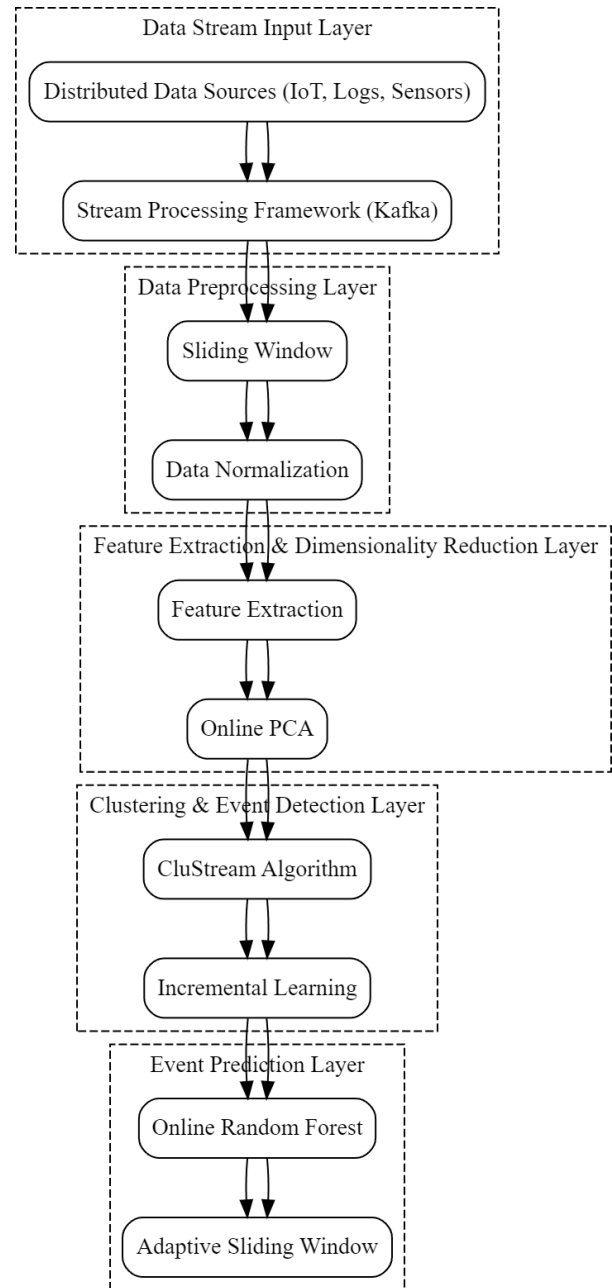 Data Stream Input Layer
Distributed Data Sources (IoT, Logs, Sensors)
Stream Processing Framework (Kafka)
Data Preprocessing Layer
Sliding Window
Data Normalization
Feature Extraction & Dimensionality Reduction Layer
Feature Extraction
Online PCA
Clustering & Event Detection Layer
CluStream Algorithm
Incremental Learning
Event Prediction Layer
Online Random Forest
Adaptive Sliding Window